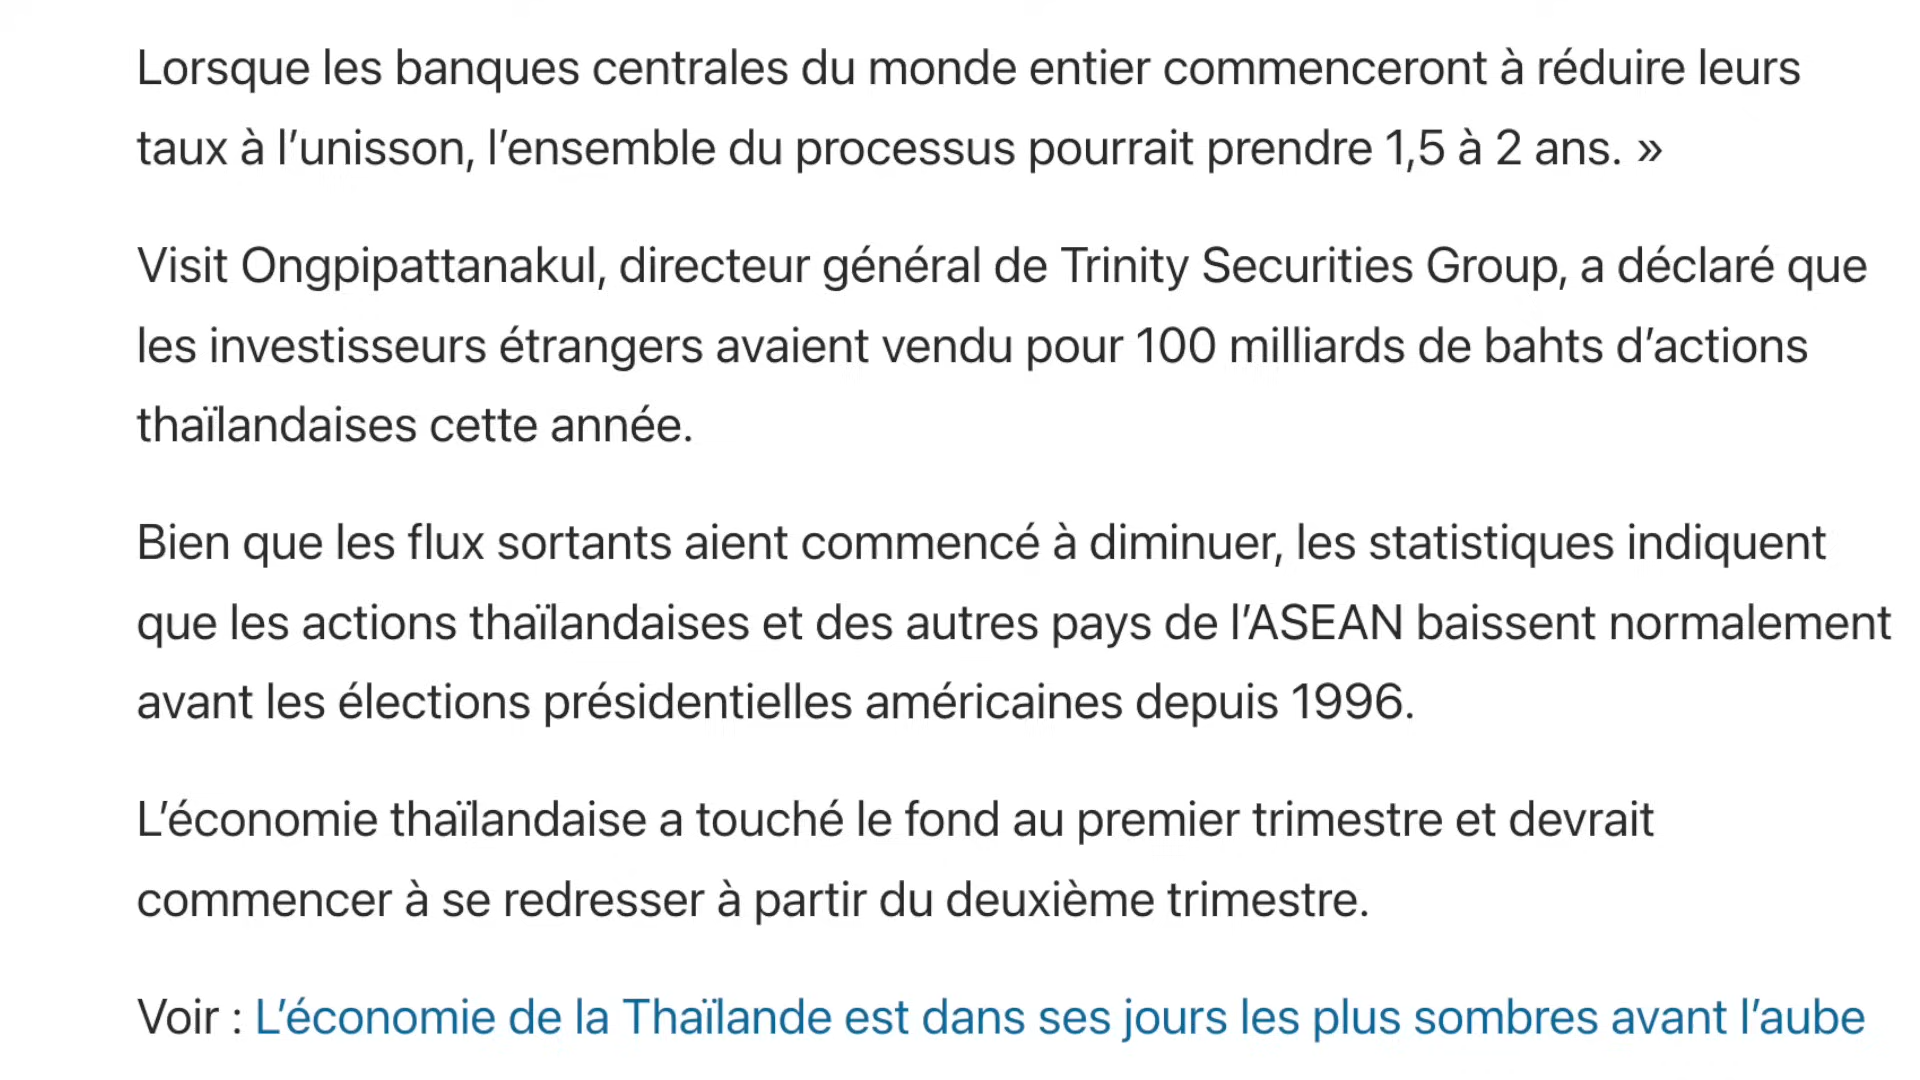 Lorsque les banques centrales du monde entier commenceront à réduire leurs
taux à l’unisson, l’ensemble du processus pourrait prendre 1,5 à 2 ans. »
Visit Ongpipattanakul, directeur général de Trinity Securities Group, a déclaré que
les investisseurs étrangers avaient vendu pour 100 milliards de bahts d’actions
thaïlandaises cette année.
Bien que les flux sortants aient commencé à diminuer, les statistiques indiquent
que les actions thaïlandaises et des autres pays de l’ASEAN baissent normalement
avant les élections présidentielles américaines depuis 1996.
L’économie thaïlandaise a touché le fond au premier trimestre et devrait
commencer à se redresser à partir du deuxième trimestre.
Voir : L’économie de la Thaïlande est dans ses jours les plus sombres avant l’aube